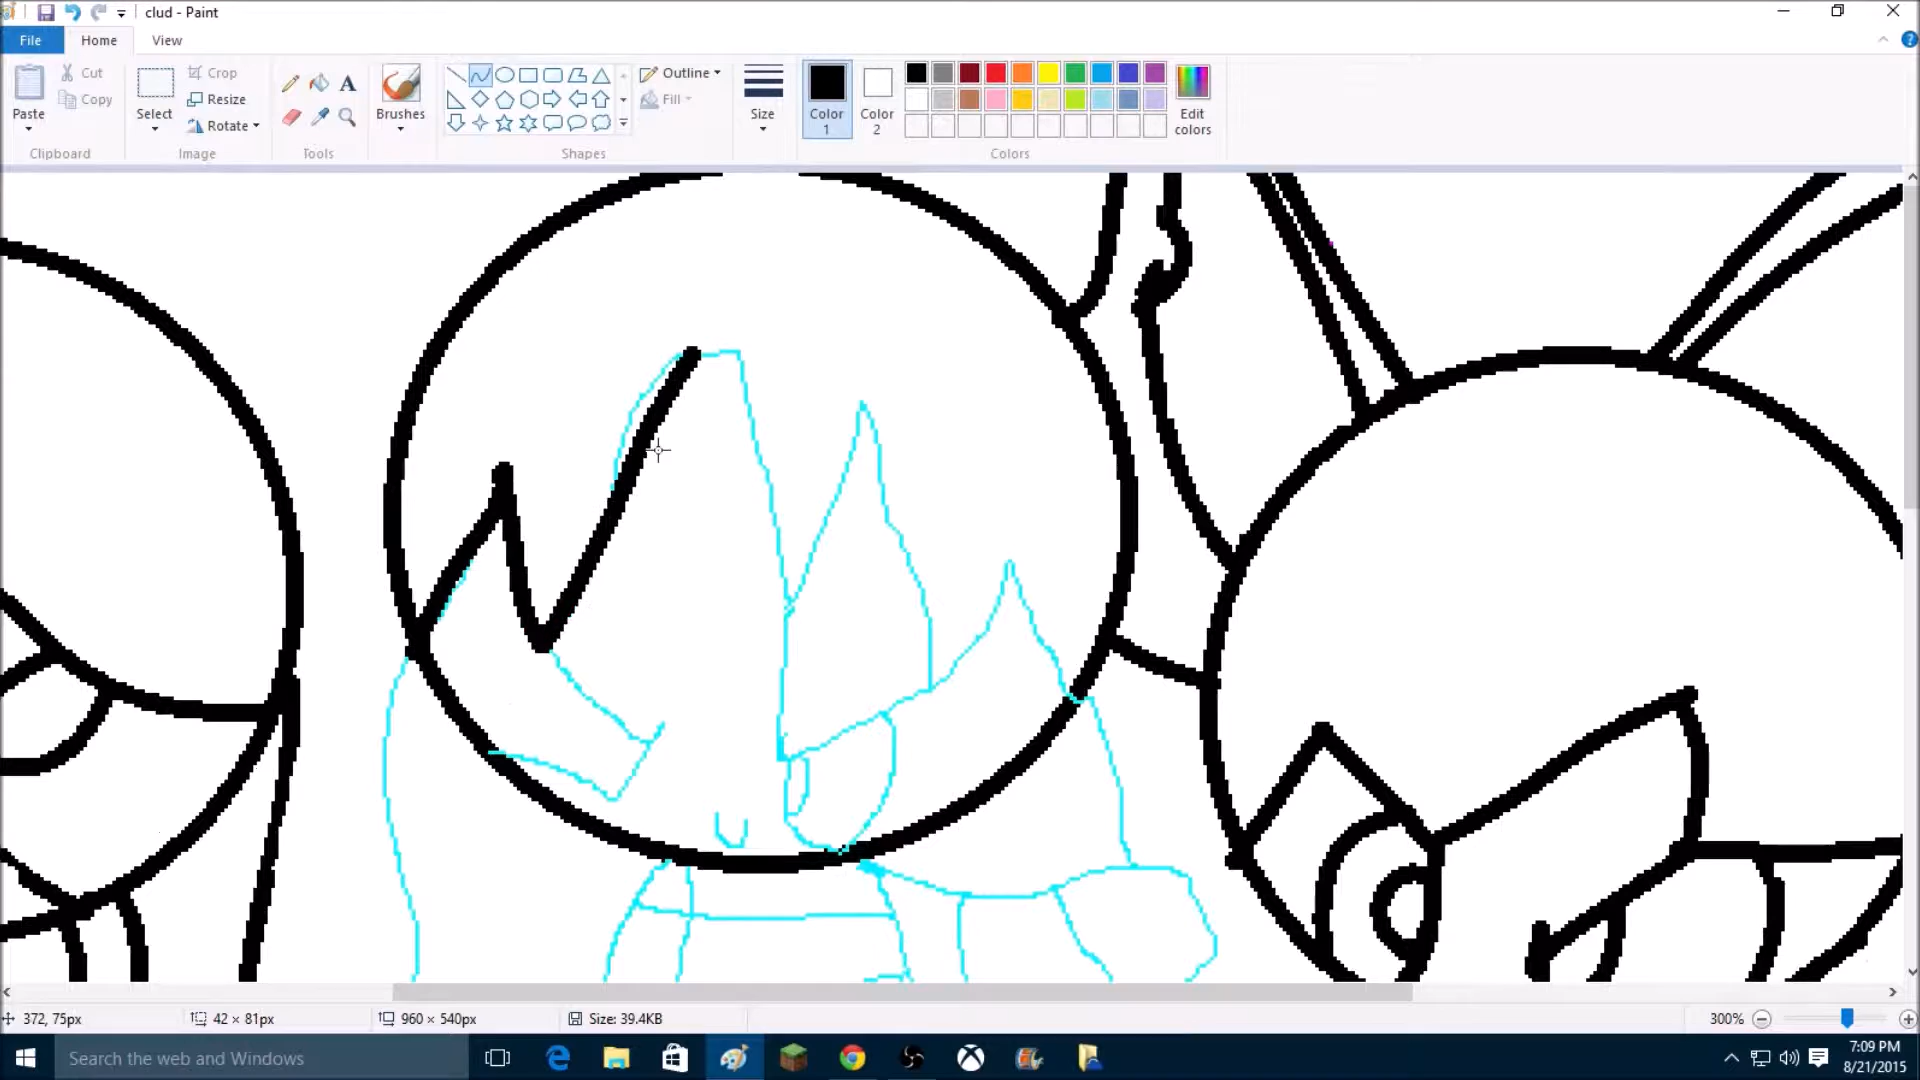 clud - Paint
File Home View
Paste
Cut
Copy
Clipboard
Select
Crop
Resize
Rotate
Image
A
Tools
Brushes
Outline
Fill
Shapes
Size
Color 1
Color 2
Edit colors
Colors
372, 75px
42 × 81px
960 × 540px
Size: 39.4KB
300%
Search the web and Windows
7:09 PM
8/21/2015